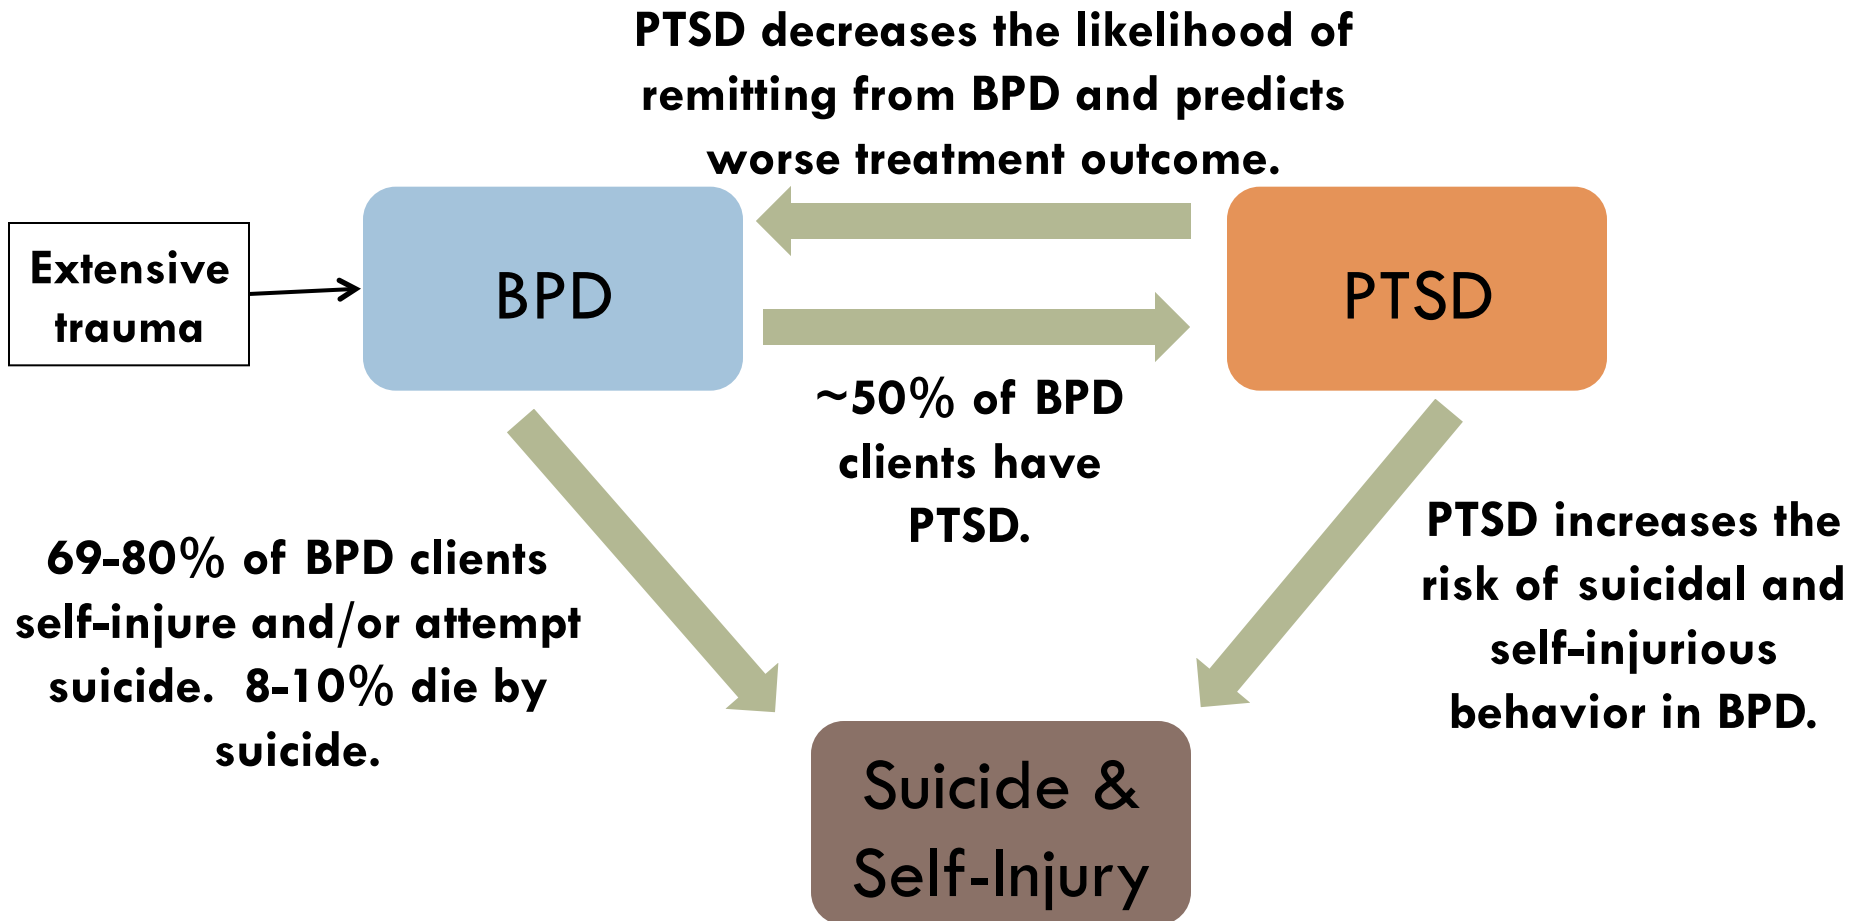 PTSD decreases the likelihood of
remitting from BPD and predicts
worse treatment outcome.
Extensive
trauma
BPD
PTSD
~50% of BPD
clients have
PTSD.
69-80% of BPD clients
self-injure and/or attempt
suicide.  8-10% die by
suicide.
PTSD increases the
risk of suicidal and
self-injurious
behavior in BPD.
Suicide &
Self-Injury